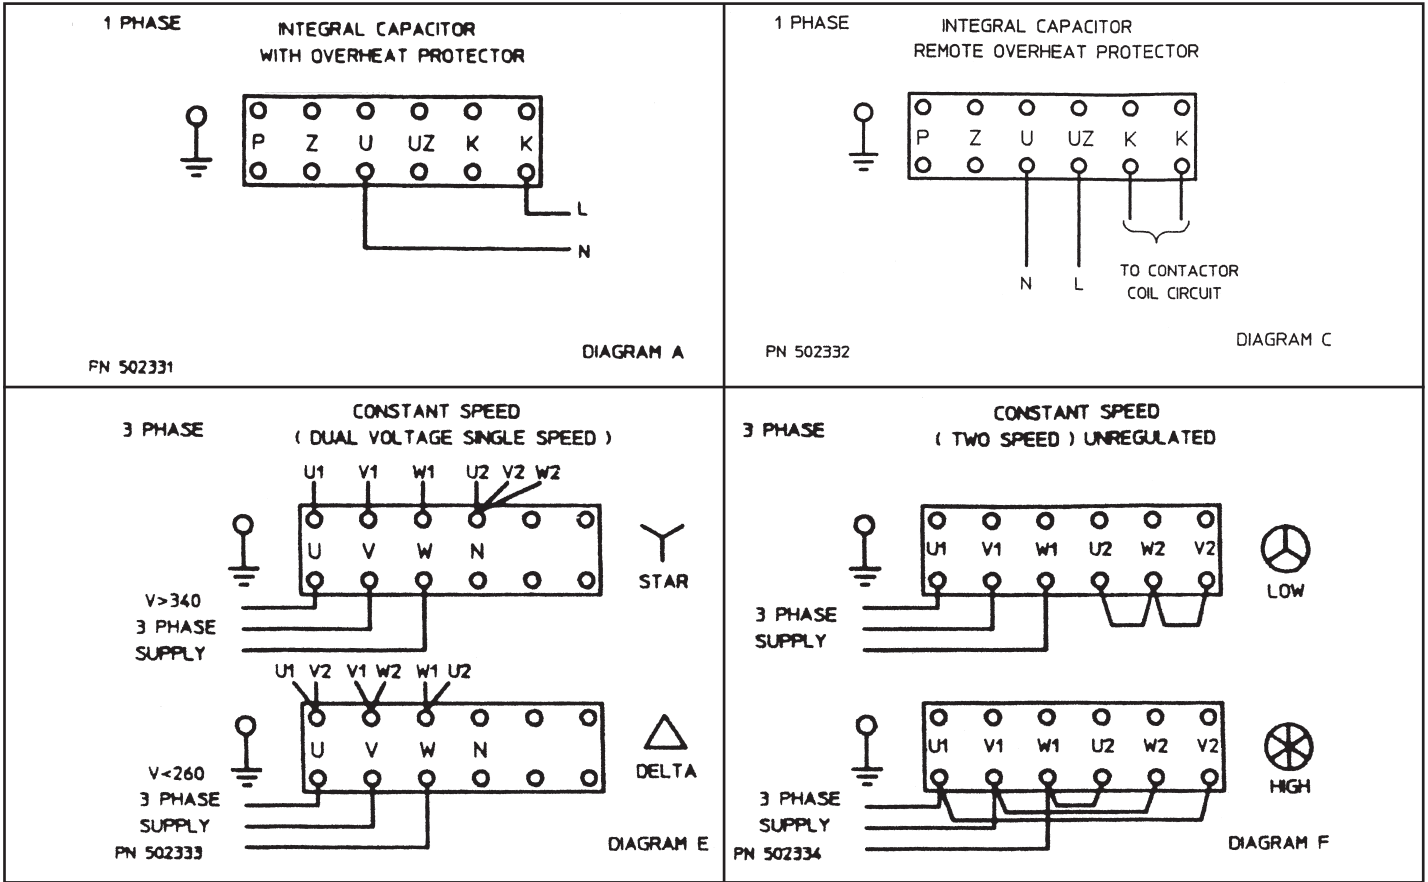 1 PHASE
INTEGRAL CAPACITOR
WITH OVERHEAT PROTECTOR
P Z U UZ K K
L
N
DIAGRAM A
PN 502331
1 PHASE
INTEGRAL CAPACITOR
REMOTE OVERHEAT PROTECTOR
P Z U UZ K K
N L
TO CONTACTOR
COIL CIRCUIT
DIAGRAM C
PN 502332
3 PHASE
CONSTANT SPEED
( DUAL VOLTAGE SINGLE SPEED )
U1 V1 W1 U2 V2 W2
U V W N
STAR
V>340
3 PHASE
SUPPLY
U1 V2 V1 W2 W1 U2
U V W N
DELTA
V<260
3 PHASE
SUPPLY
PN 502333
DIAGRAM E
3 PHASE
CONSTANT SPEED
( TWO SPEED ) UNREGULATED
U1 V1 W1 U2 W2 V2
LOW
3 PHASE
SUPPLY
U1 V1 W1 U2 W2 V2
HIGH
3 PHASE
SUPPLY
PN 502334
DIAGRAM F